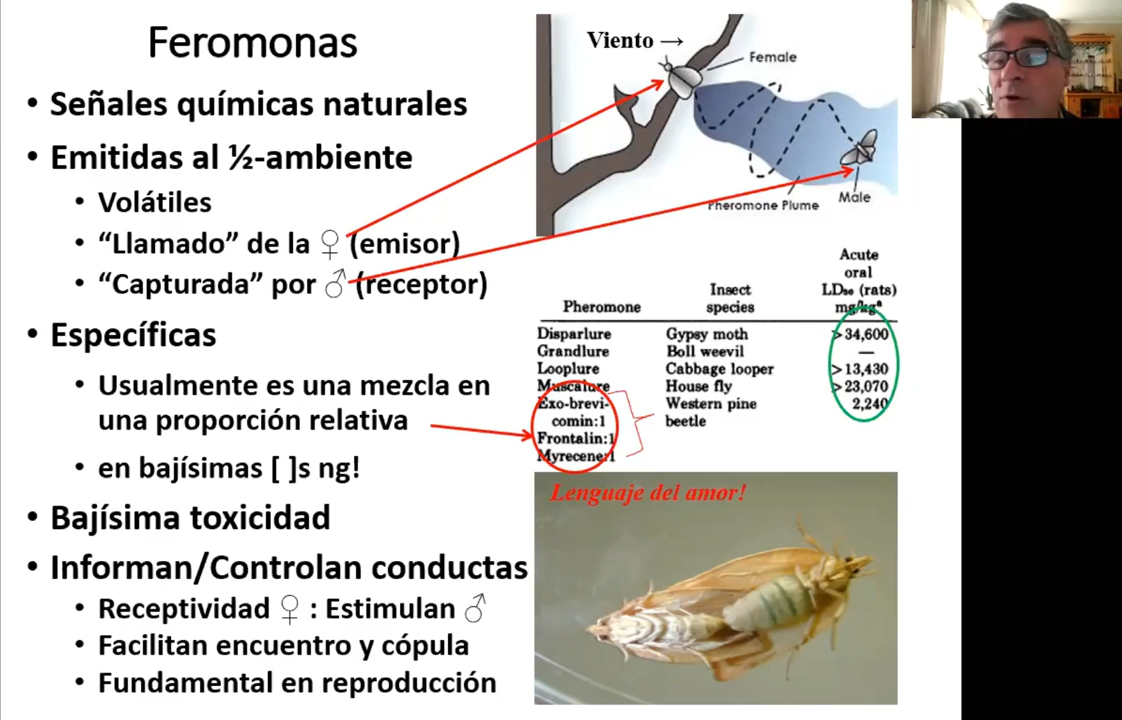 Feromonas
• Señales químicas naturales
• Emitidas al ½-ambiente
• Volátiles
• “Llamado” de la ♀ (emisor)
• “Capturada” por ♂ (receptor)
• Específicas
• Usualmente es una mezcla en
una proporción relativa
• en bajísimas [ ]s ng!
• Bajísima toxicidad
• Informan/Controlan conductas
• Receptividad ♀ : Estimulan ♂
• Facilitan encuentro y cópula
• Fundamental en reproducción
Viento →
Female
Male
Pheromone Plume
Acute
oral
Insect LD₅₀ (rats)
Pheromone species mg/kgᵃ
Disparlure Gypsy moth >34,600
Grandlure Boll weevil —
Looplure Cabbage looper >13,430
Muscalure House fly >23,070
Exo-brevi- Western pine 2,240
comin:1 beetle
Frontalin:1
Myrecene:1
Lenguaje del amor!